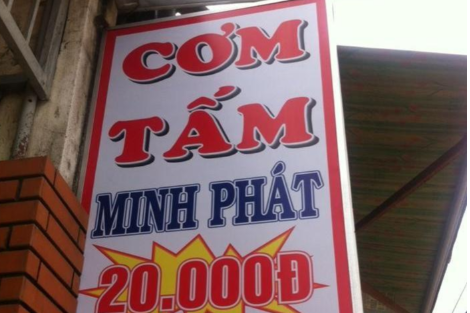 CƠM
TẤM
MINH PHÁT
20.000Đ